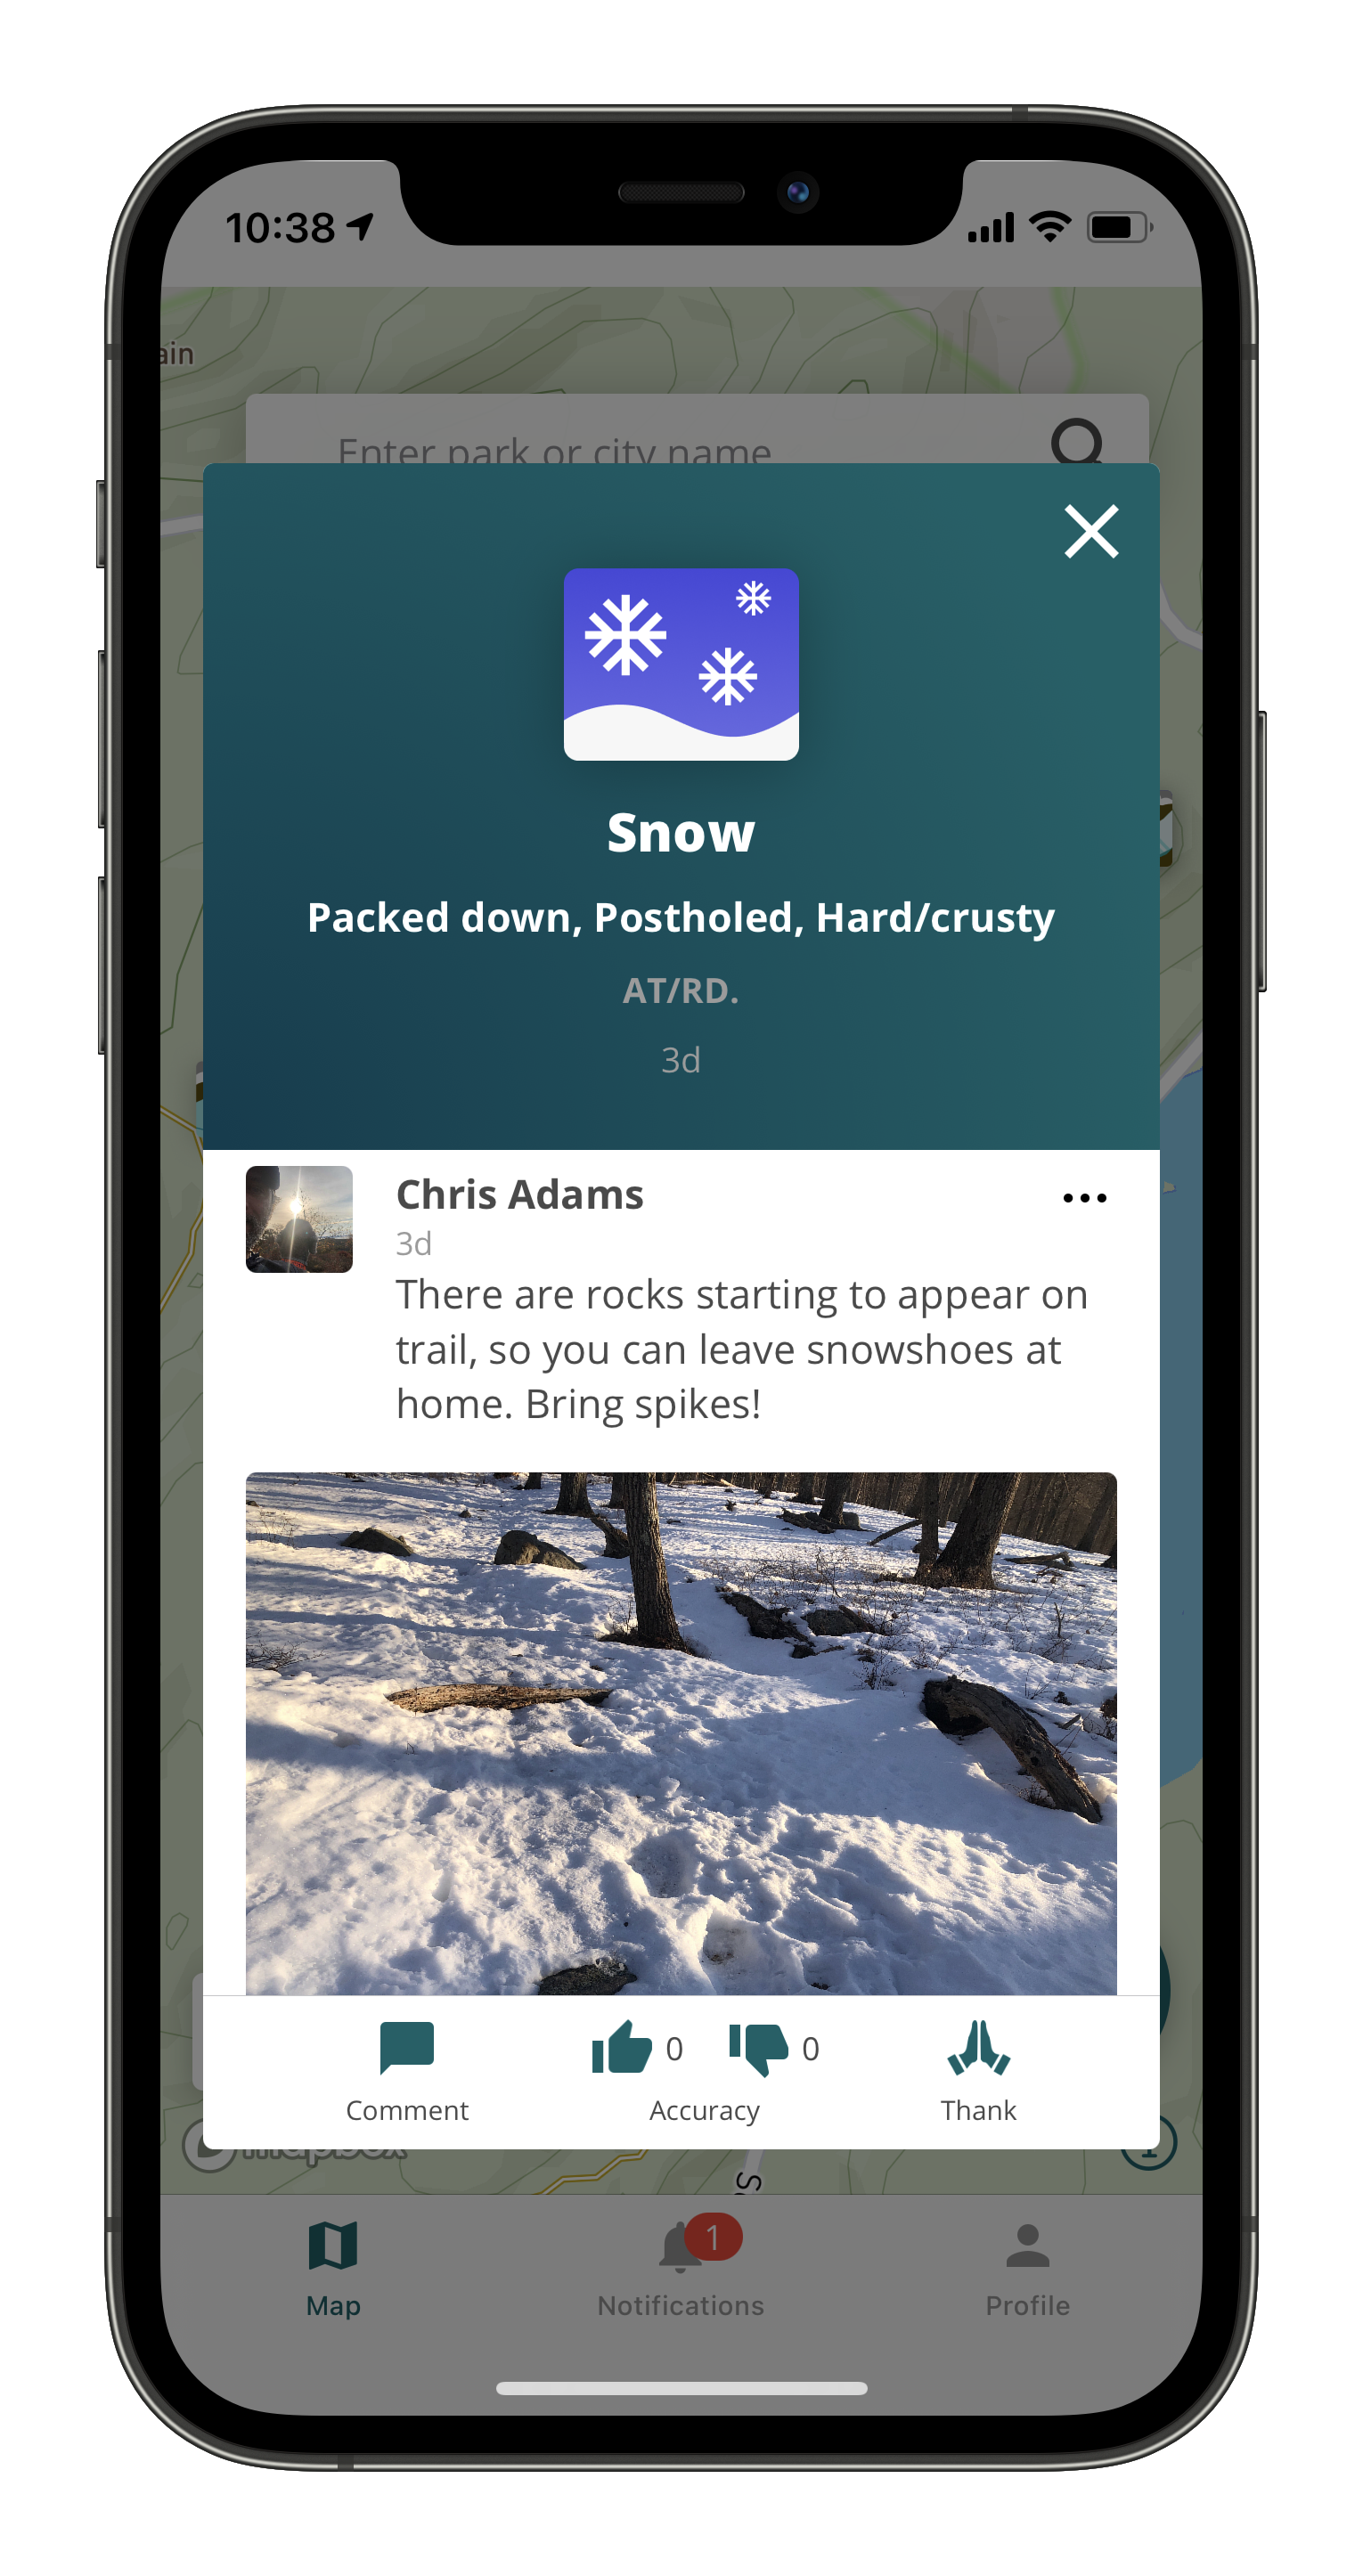 10:38
ain
Enter park or city name
Snow
Packed down, Postholed, Hard/crusty
AT/RD.
3d
Chris Adams
3d
There are rocks starting to appear on
trail, so you can leave snowshoes at
home. Bring spikes!
0
0
Comment
Accuracy
Thank
mapbox
1
Map
Notifications
Profile